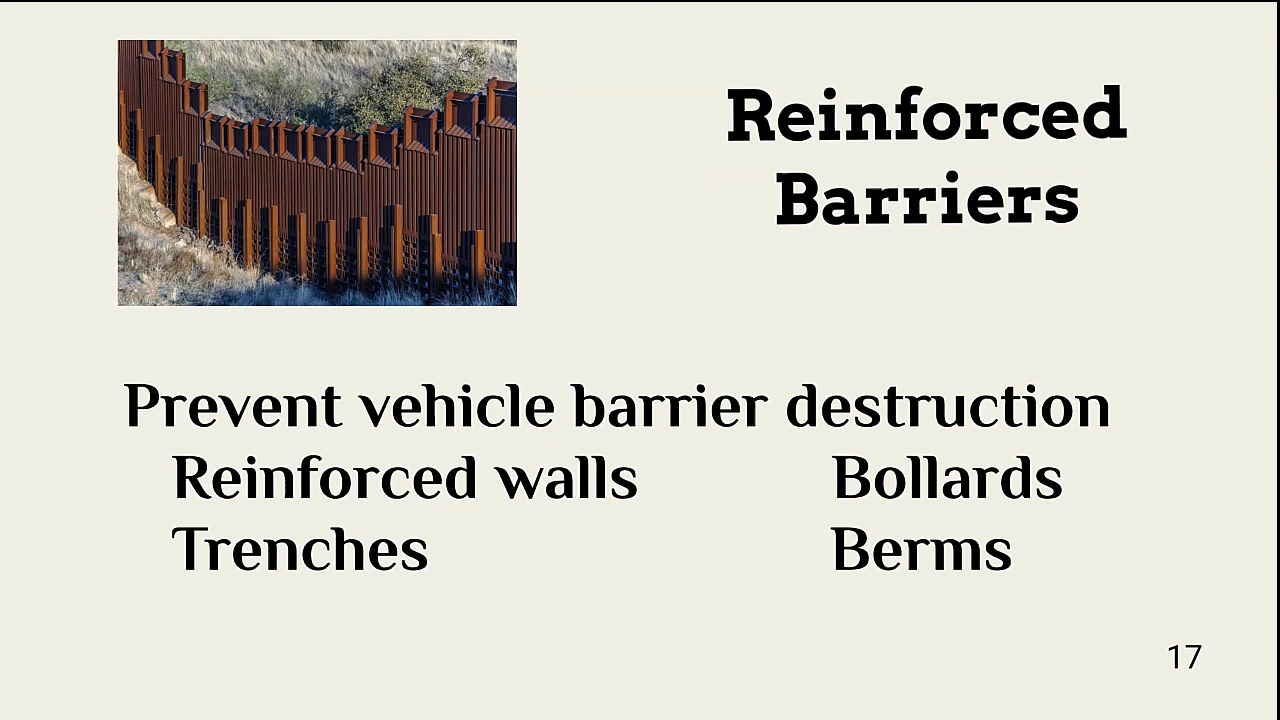 Reinforced
Barriers
Prevent vehicle barrier destruction
Reinforced walls Bollards
Trenches Berms
17